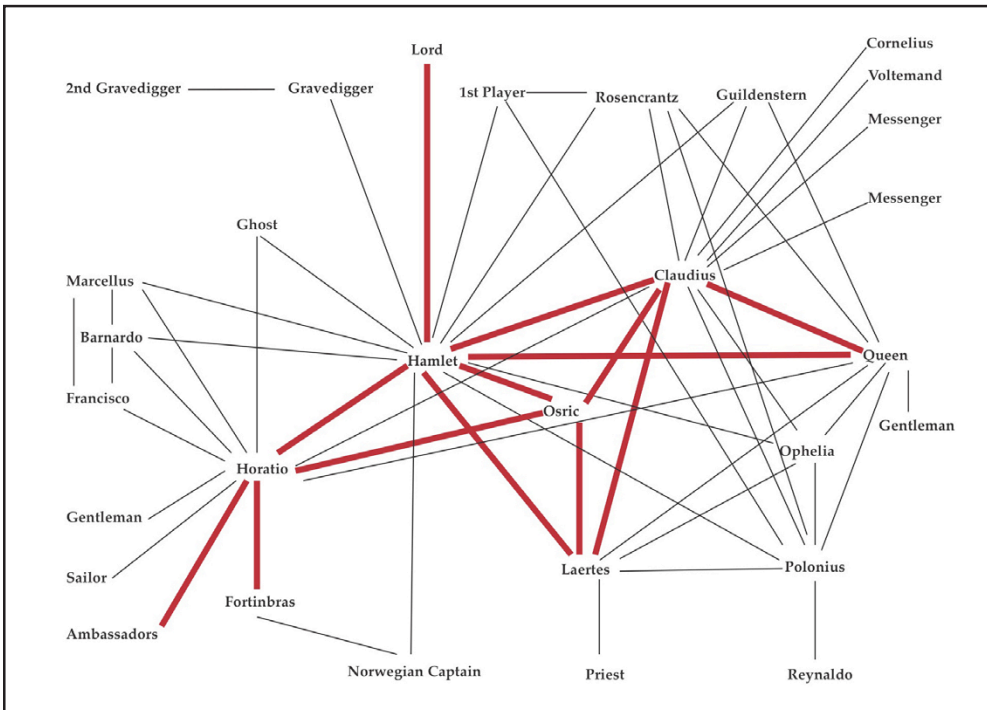 Lord
Cornelius
Voltemand
2nd Gravedigger
Gravedigger
1st Player
Rosencrantz
Guildenstern
Messenger
Messenger
Ghost
Marcellus
Claudius
Barnardo
Hamlet
Queen
Francisco
Osric
Gentleman
Ophelia
Horatio
Gentleman
Laertes
Polonius
Sailor
Fortinbras
Ambassadors
Norwegian Captain
Priest
Reynaldo